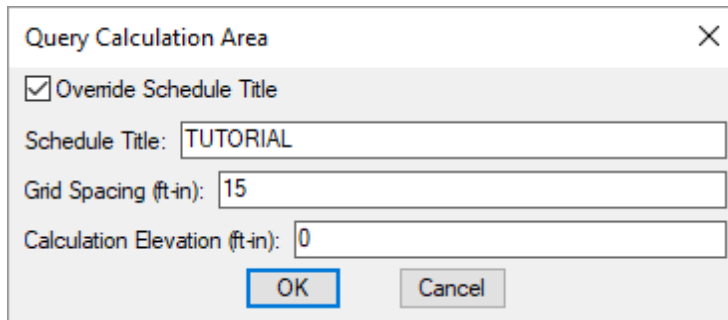 Query Calculation Area
Override Schedule Title
Schedule Title: TUTORIAL
Grid Spacing (ft-in): 15
Calculation Elevation (ft-in): 0
OK Cancel